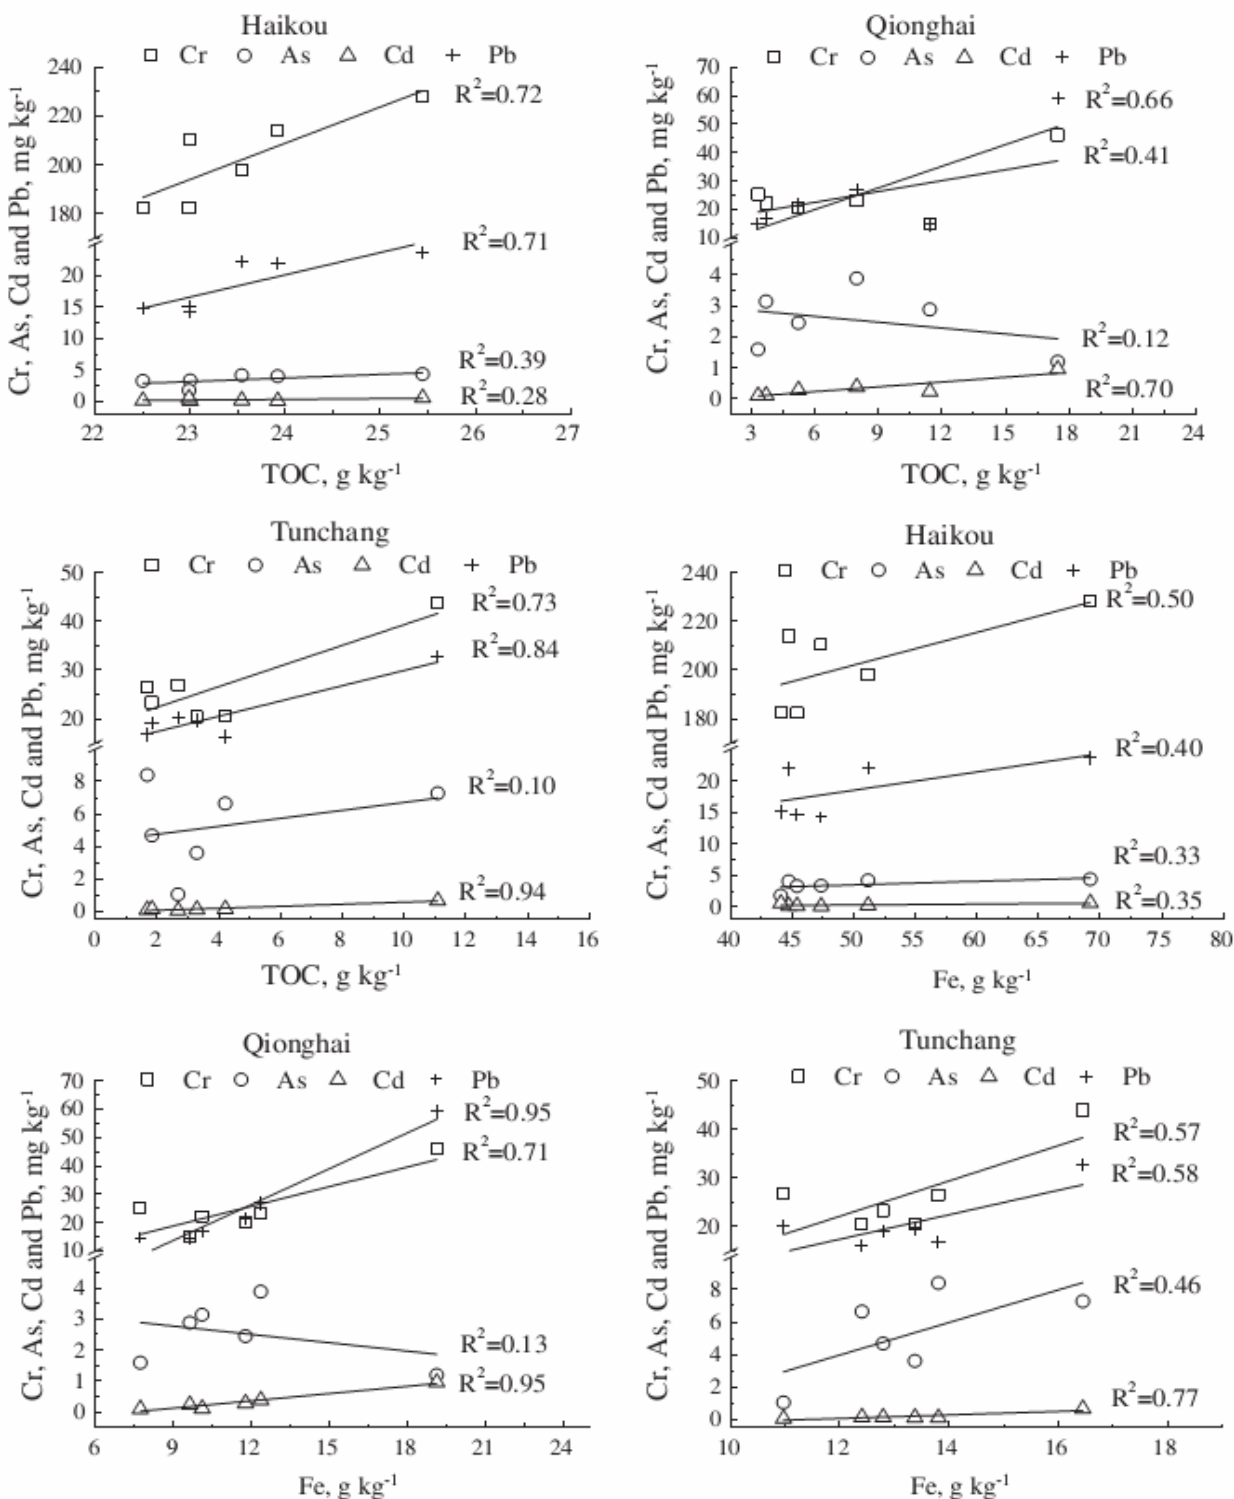 Haikou
Cr As Cd Pb
Cr, As, Cd and Pb, mg kg⁻¹
240
220
200
180
20
15
10
5
0
R²=0.72
R²=0.71
R²=0.39
R²=0.28
22 23 24 25 26 27
TOC, g kg⁻¹
Qionghai
Cr As Cd Pb
Cr, As, Cd and Pb, mg kg⁻¹
70
60
50
40
30
20
10
4
3
2
1
0
R²=0.66
R²=0.41
R²=0.12
R²=0.70
3 6 9 12 15 18 21 24
TOC, g kg⁻¹
Tunchang
Cr As Cd Pb
Cr, As, Cd and Pb, mg kg⁻¹
50
40
30
20
8
6
4
2
0
R²=0.73
R²=0.84
R²=0.10
R²=0.94
0 2 4 6 8 10 12 14 16
TOC, g kg⁻¹
Haikou
Cr As Cd Pb
Cr, As, Cd and Pb, mg kg⁻¹
240
220
200
180
20
15
10
5
0
R²=0.50
R²=0.40
R²=0.33
R²=0.35
40 45 50 55 60 65 70 75 80
Fe, g kg⁻¹
Qionghai
Cr As Cd Pb
Cr, As, Cd and Pb, mg kg⁻¹
70
60
50
40
30
20
10
4
3
2
1
0
R²=0.95
R²=0.71
R²=0.13
R²=0.95
6 9 12 15 18 21 24
Fe, g kg⁻¹
Tunchang
Cr As Cd Pb
Cr, As, Cd and Pb, mg kg⁻¹
50
40
30
20
8
6
4
2
0
R²=0.57
R²=0.58
R²=0.46
R²=0.77
10 12 14 16 18
Fe, g kg⁻¹